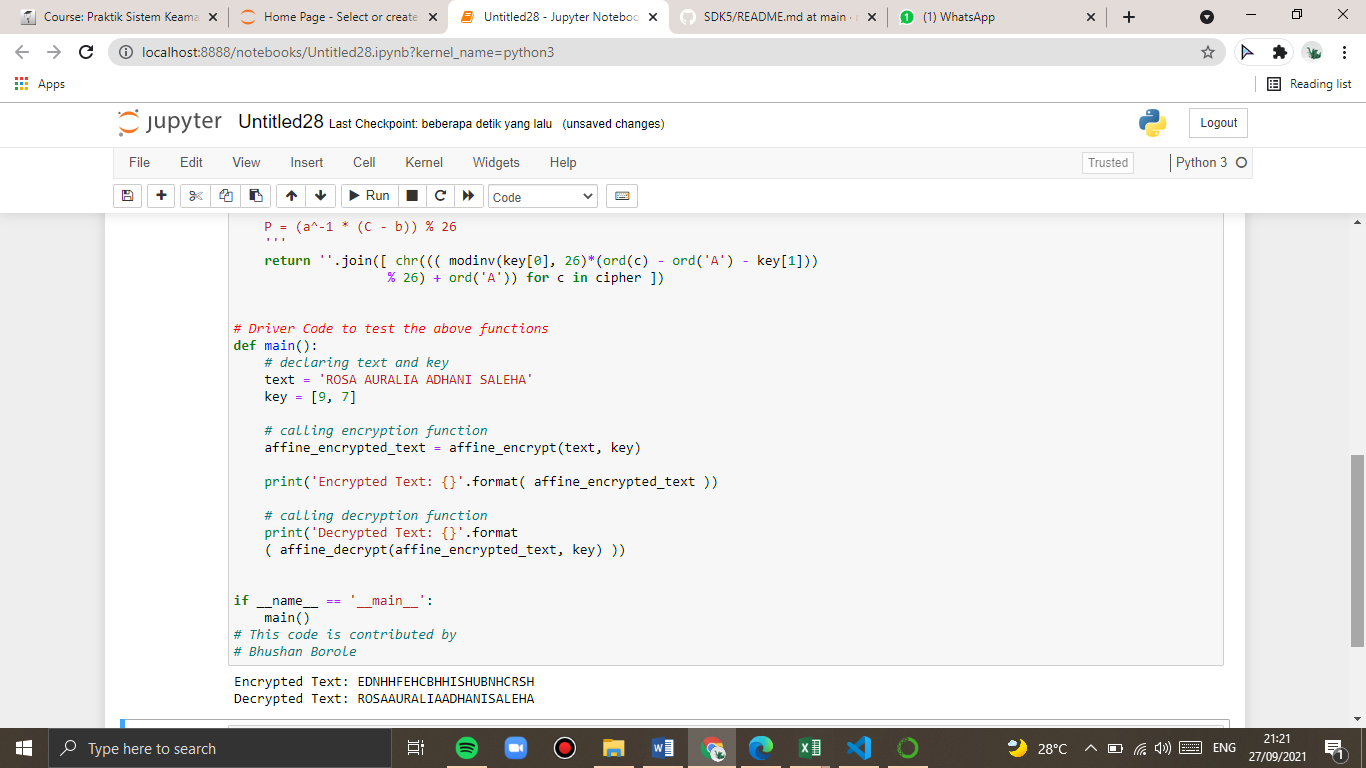 Course: Praktik Sistem Keama
Home Page - Select or create
Untitled28 - Jupyter Noteboo
SDK5/README.md at main ·
(1) WhatsApp
localhost:8888/notebooks/Untitled28.ipynb?kernel_name=python3
Apps
Reading list
jupyter Untitled28 Last Checkpoint: beberapa detik yang lalu (unsaved changes)
Logout
File Edit View Insert Cell Kernel Widgets Help
Trusted
Python 3
Run
Code
P = (a^-1 * (C - b)) % 26
'''
return ''.join([ chr((( modinv(key[0], 26)*(ord(c) - ord('A') - key[1]))
% 26) + ord('A')) for c in cipher ])
# Driver Code to test the above functions
def main():
# declaring text and key
text = 'ROSA AURALIA ADHANI SALEHA'
key = [9, 7]
# calling encryption function
affine_encrypted_text = affine_encrypt(text, key)
print('Encrypted Text: {}'.format( affine_encrypted_text ))
# calling decryption function
print('Decrypted Text: {}'.format
( affine_decrypt(affine_encrypted_text, key) ))
if __name__ == '__main__':
main()
# This code is contributed by
# Bhushan Borole
Encrypted Text: EDNHHFEHCBHHISHUBNHCRSH
Decrypted Text: ROSAAURALIAADHANISALEHA
Type here to search
28°C
ENG
21:21
27/09/2021
1